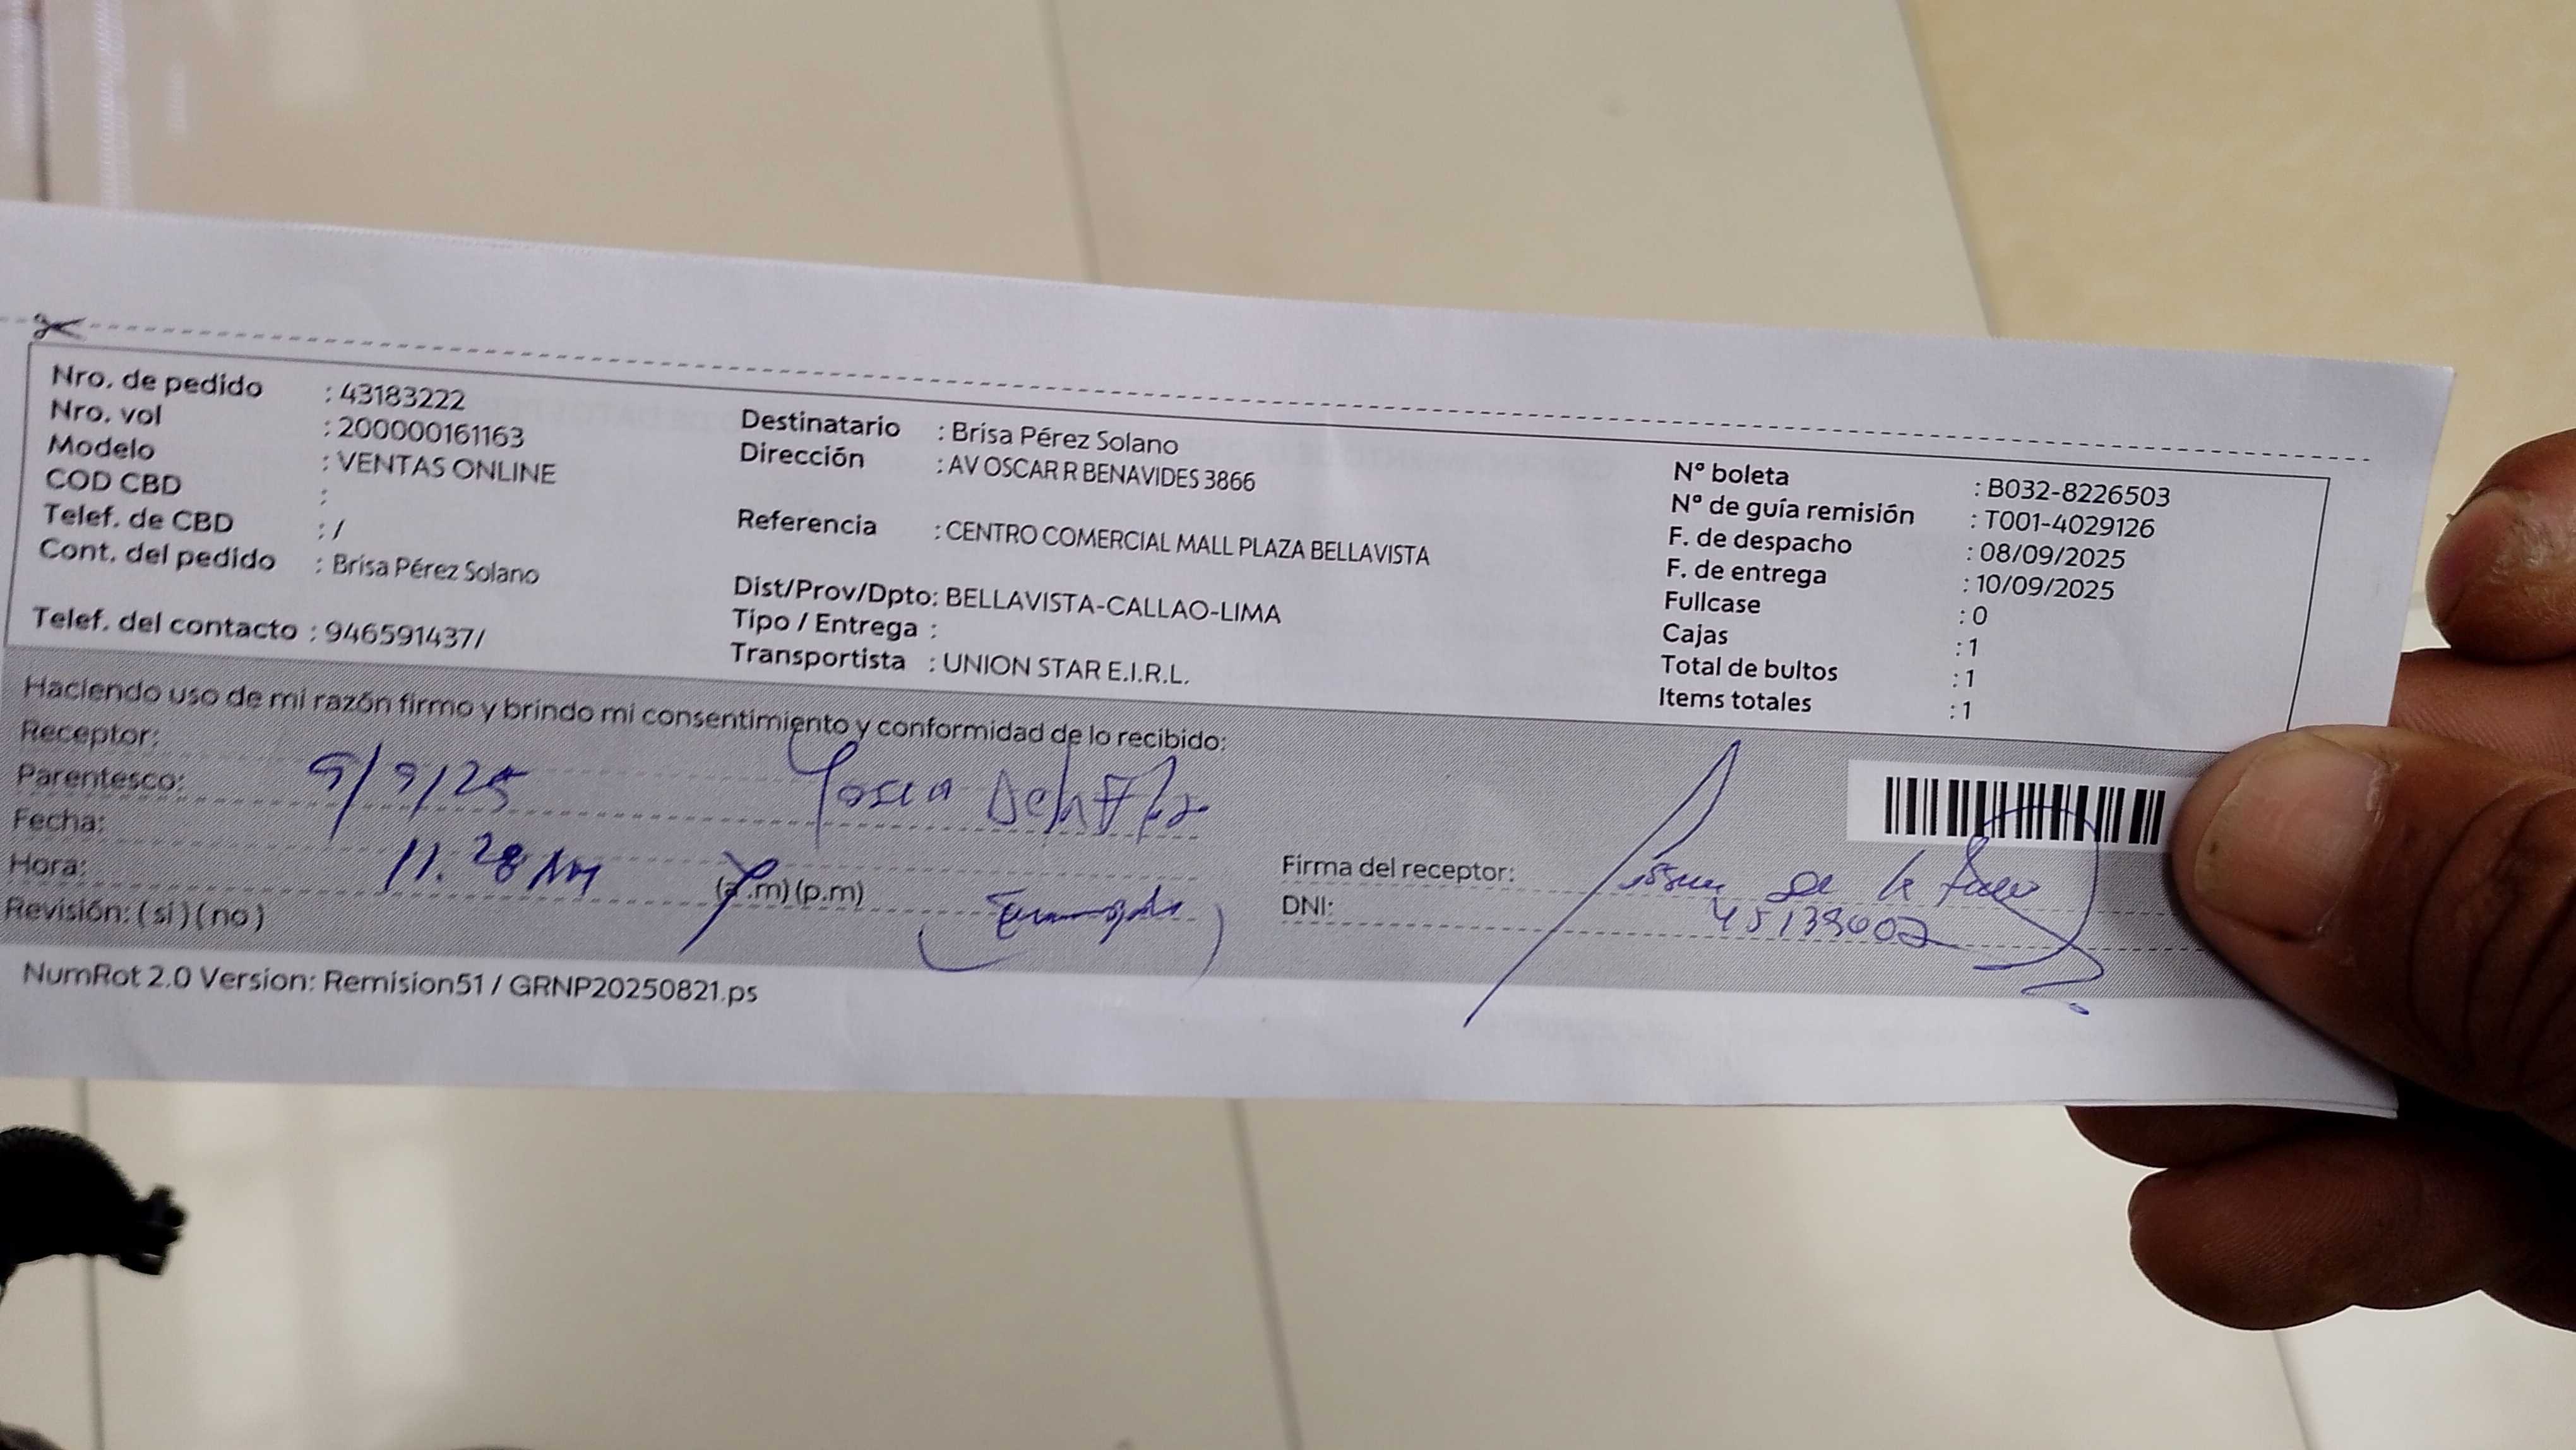 Nro. de pedido : 43183222
Nro. vol : 200000161163
Modelo : VENTAS ONLINE
COD CBD :
Telef. de CBD : /
Cont. del pedido : Brisa Pérez Solano
Telef. del contacto : 946591437/
Destinatario : Brisa Pérez Solano
Dirección : AV OSCAR R BENAVIDES 3866
Referencia : CENTRO COMERCIAL MALL PLAZA BELLAVISTA
Dist/Prov/Dpto: BELLAVISTA-CALLAO-LIMA
Tipo / Entrega :
Transportista : UNION STAR E.I.R.L.
N° boleta : B032-8226503
N° de guía remisión : T001-4029126
F. de despacho : 08/09/2025
F. de entrega : 10/09/2025
Fullcase : 0
Cajas : 1
Total de bultos : 1
Items totales : 1
Haciendo uso de mi razón firmo y brindo mi consentimiento y conformidad de lo recibido:
Receptor:
Parentesco: 9/9/25
Fecha:
Hora: 11:28 AM (a.m) (p.m)
Revisión: ( si ) ( no )
Firma del receptor:
DNI:
NumRot 2.0 Version: Remision51 / GRNP20250821.ps